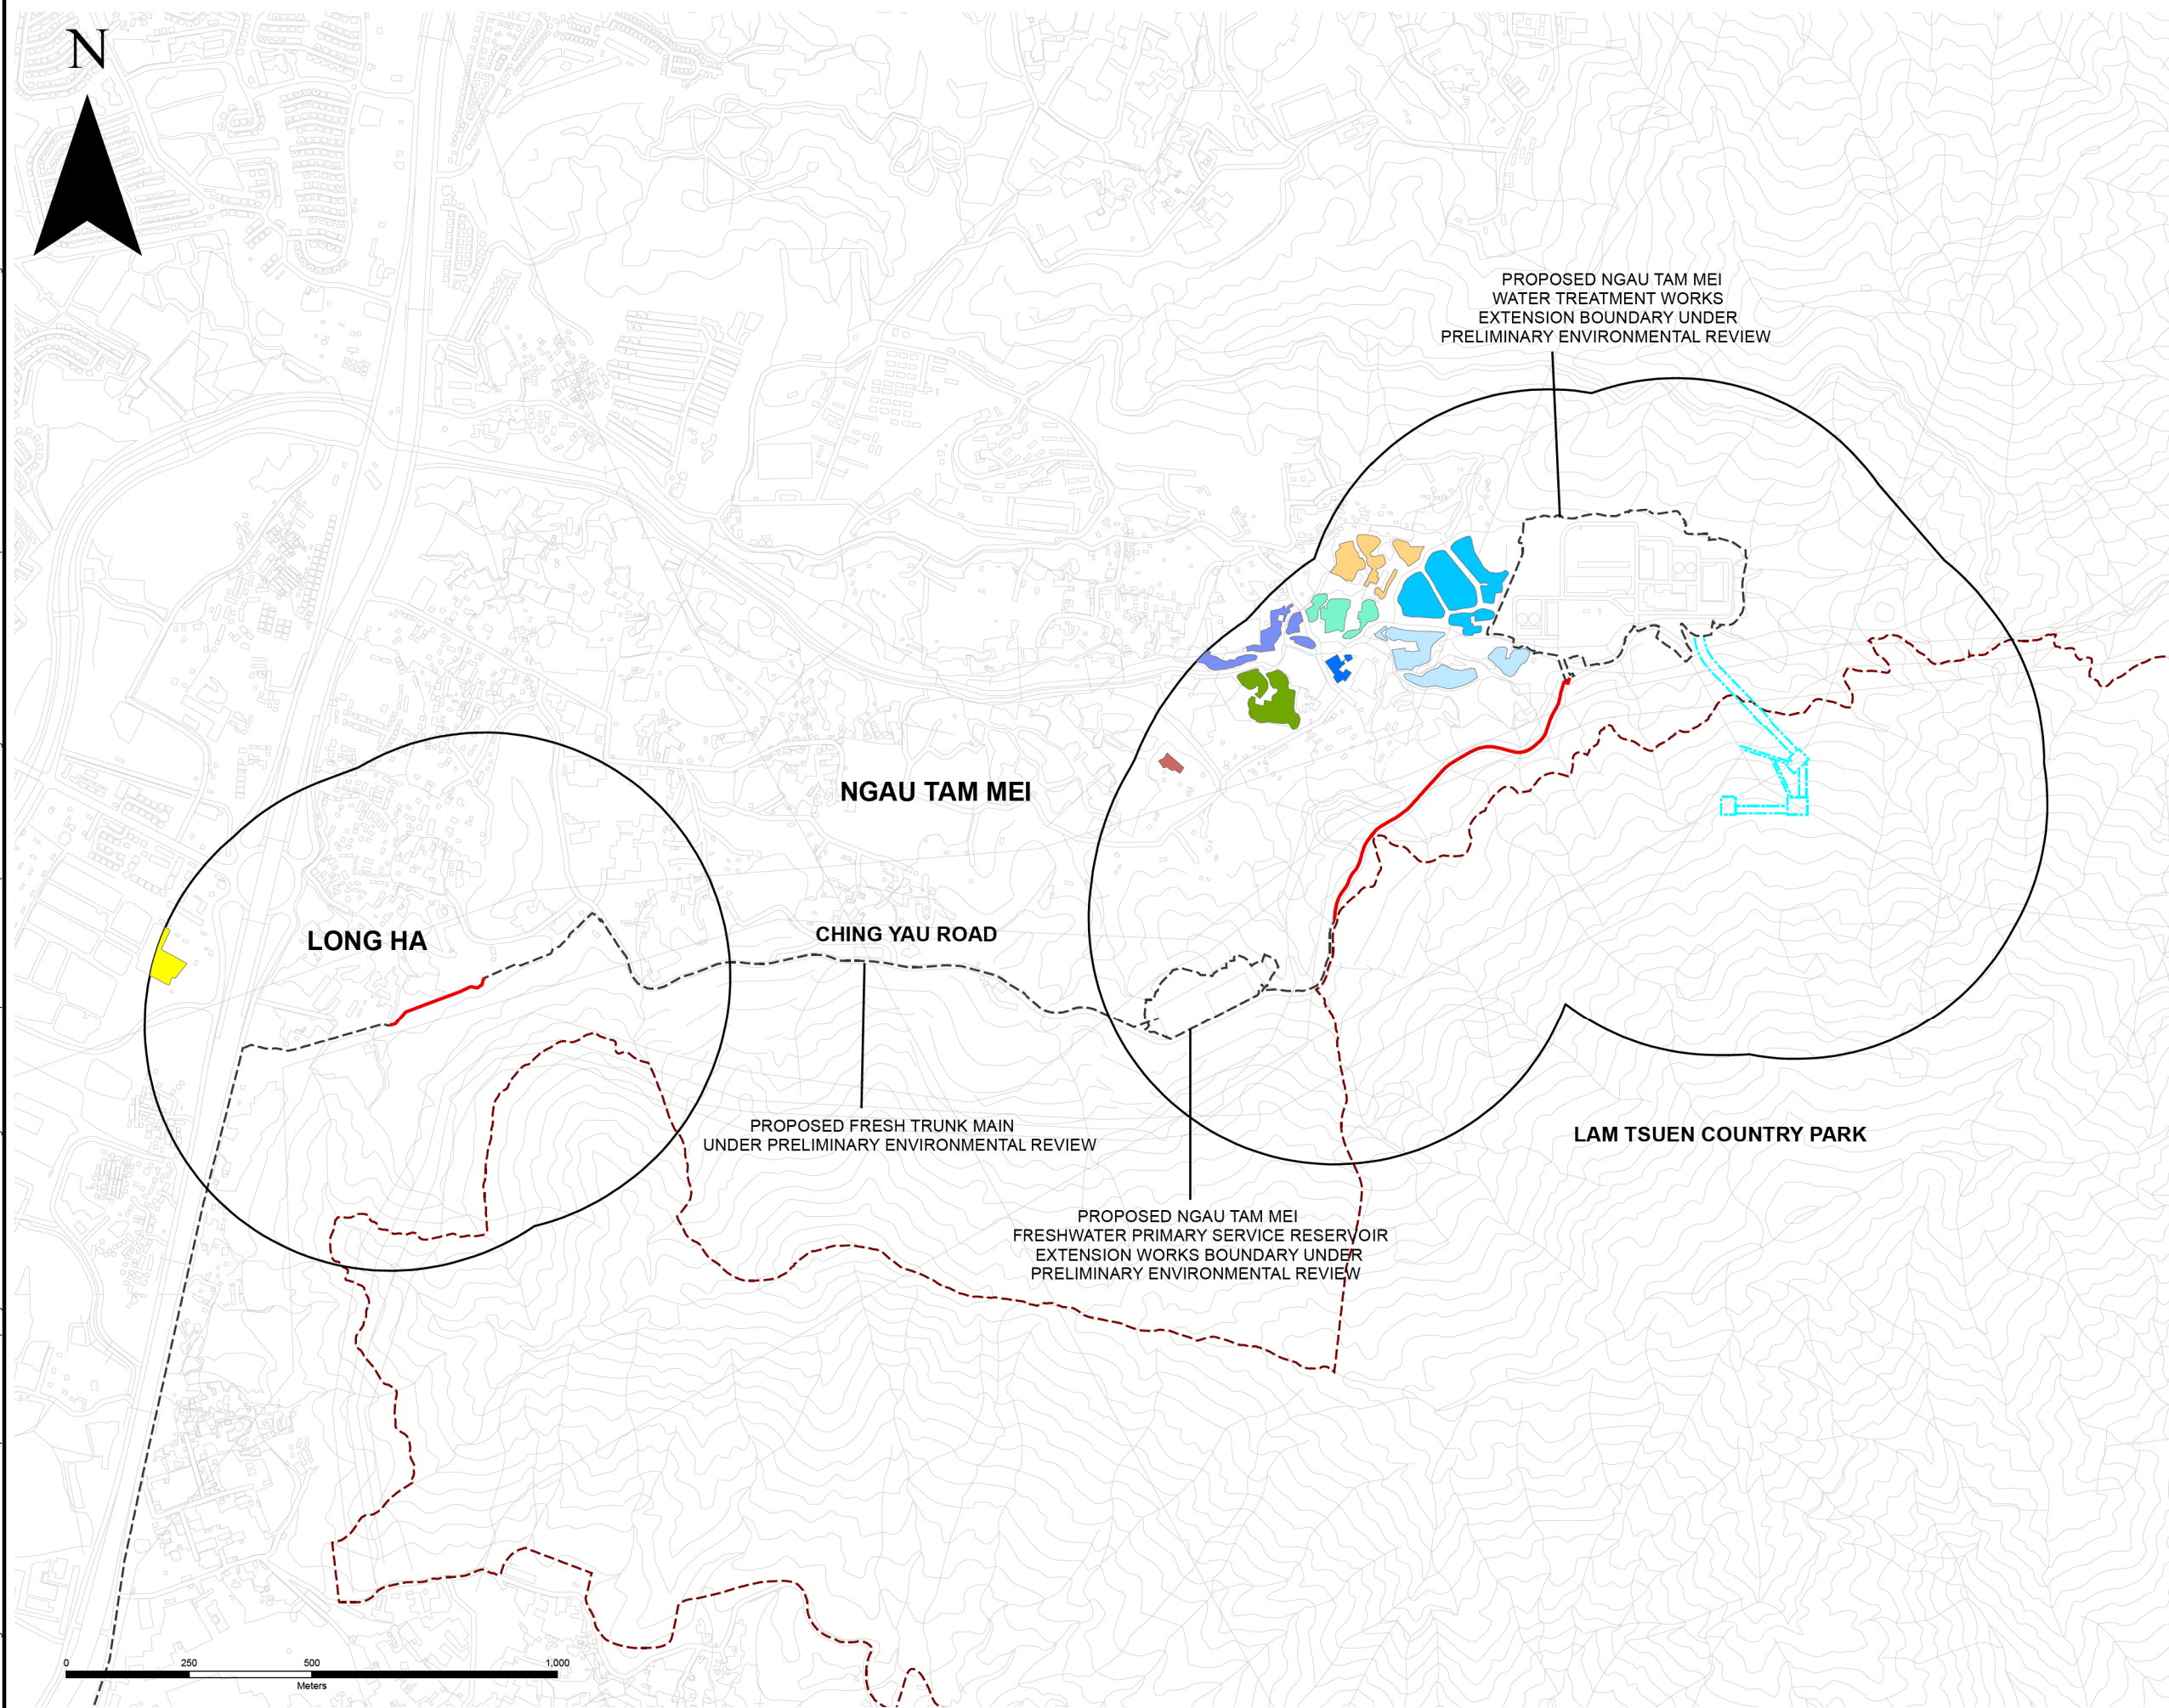 N
PROPOSED NGAU TAM MEI
WATER TREATMENT WORKS
EXTENSION BOUNDARY UNDER
PRELIMINARY ENVIRONMENTAL REVIEW
NGAU TAM MEI
LONG HA
CHING YAU ROAD
PROPOSED FRESH TRUNK MAIN
UNDER PRELIMINARY ENVIRONMENTAL REVIEW
LAM TSUEN COUNTRY PARK
PROPOSED NGAU TAM MEI
FRESHWATER PRIMARY SERVICE RESERVOIR
EXTENSION WORKS BOUNDARY UNDER
PRELIMINARY ENVIRONMENTAL REVIEW
0 250 500 1,000
Meters